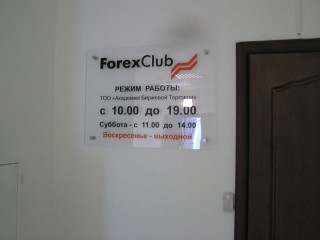 ForexClub
РЕЖИМ РАБОТЫ:
ТОО «Академия Биржевой Торговли»
с 10.00 до 19.00
Суббота - с 11.00 до 14.00
Воскресенье - выходной